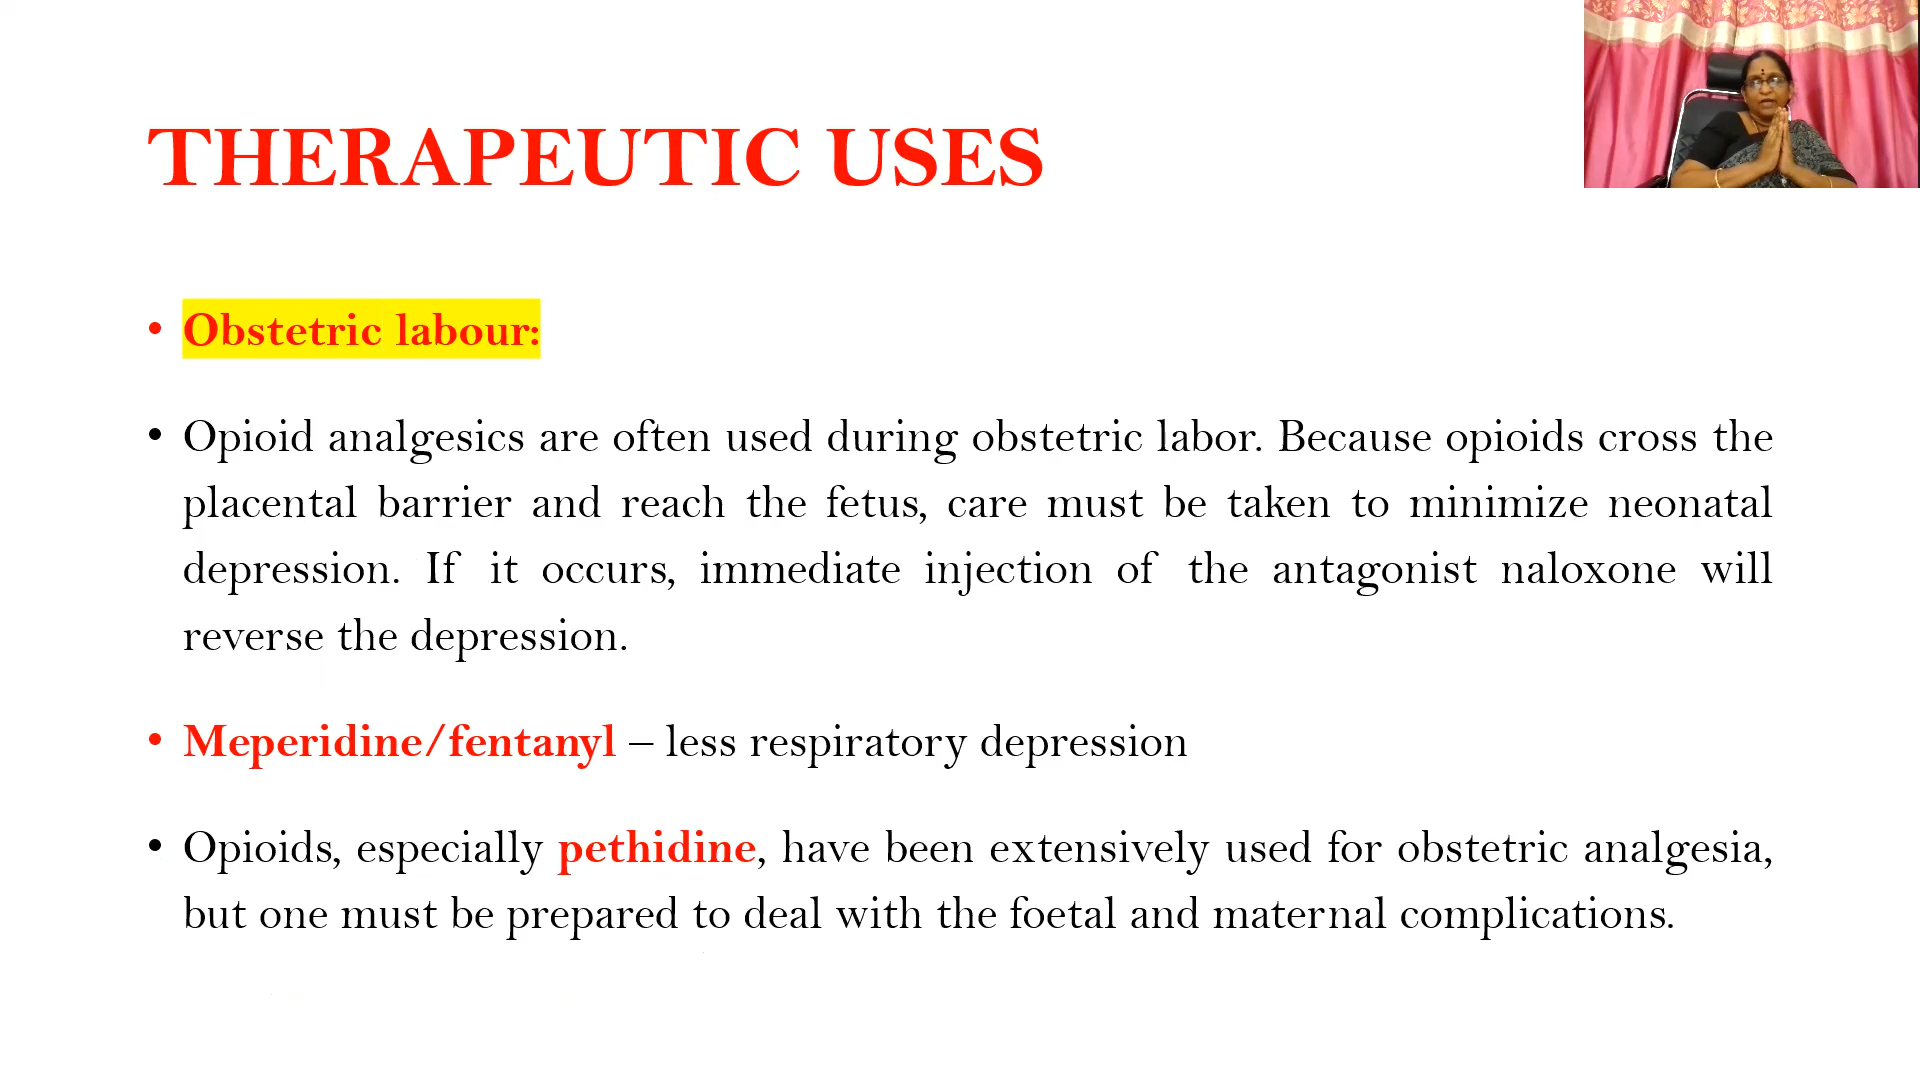 THERAPEUTIC USES
• Obstetric labour:
• Opioid analgesics are often used during obstetric labor. Because opioids cross the
placental barrier and reach the fetus, care must be taken to minimize neonatal
depression. If it occurs, immediate injection of the antagonist naloxone will
reverse the depression.
• Meperidine/fentanyl – less respiratory depression
• Opioids, especially pethidine, have been extensively used for obstetric analgesia,
but one must be prepared to deal with the foetal and maternal complications.